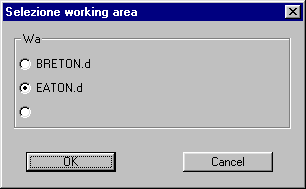 Selezione working area
Wa
BRETON.d
EATON.d
OK
Cancel